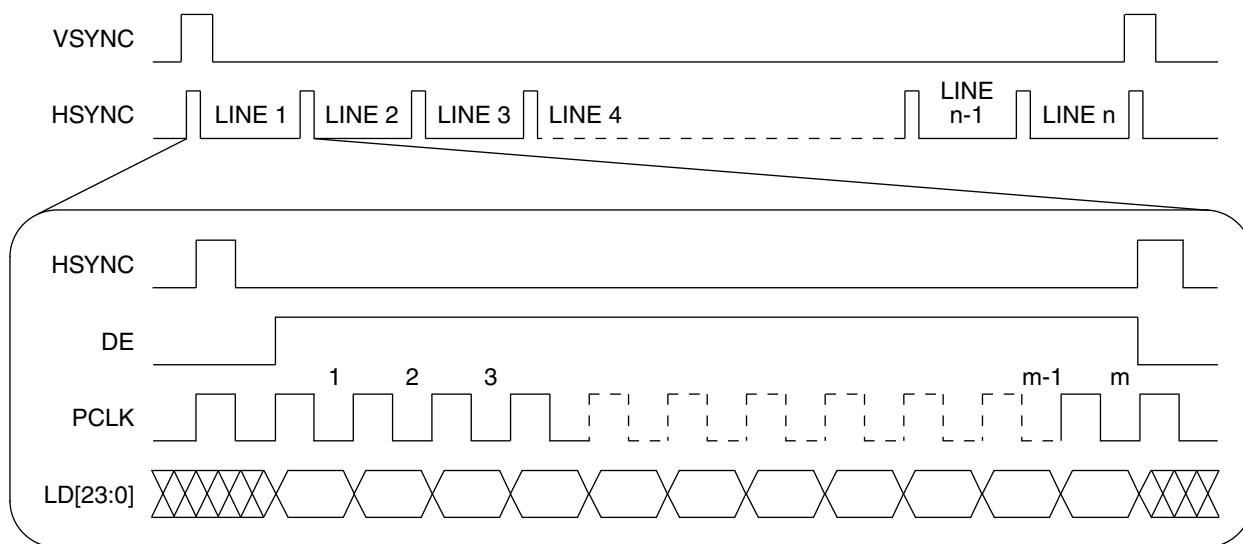 VSYNC
HSYNC LINE 1 LINE 2 LINE 3 LINE 4 LINE
n-1 LINE n
HSYNC
DE
1 2 3 m-1 m
PCLK
LD[23:0]